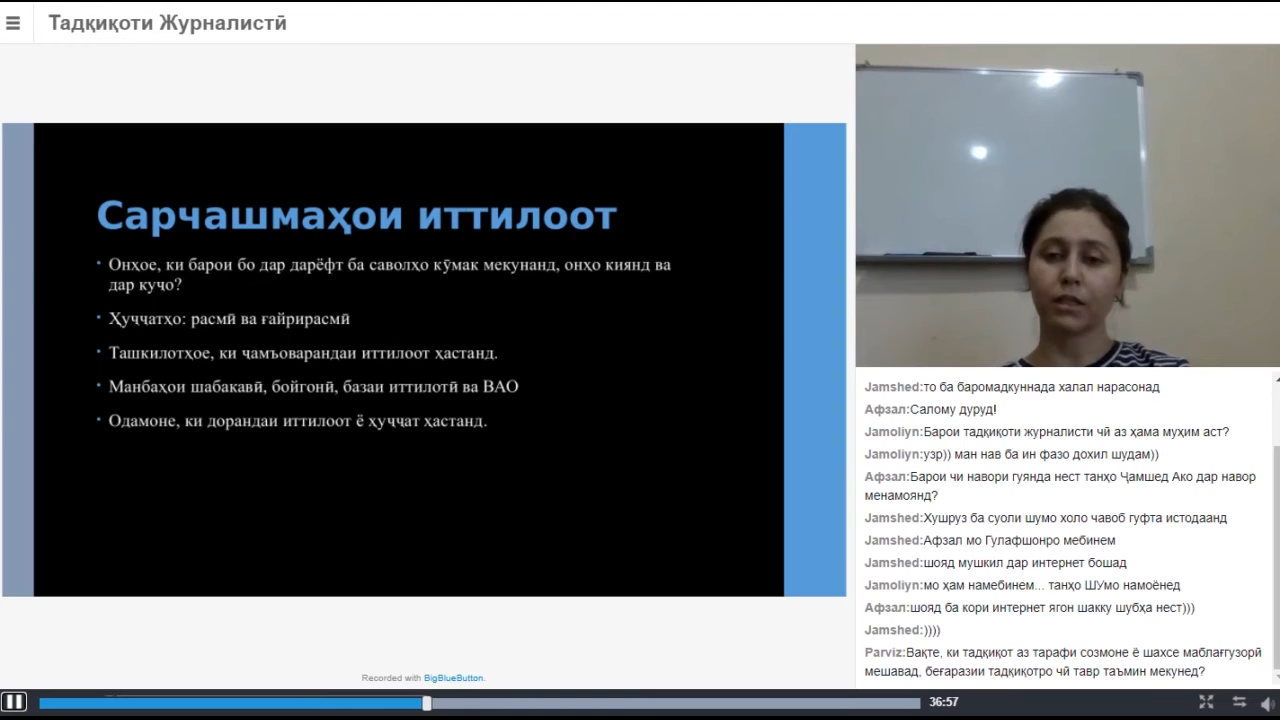 Тадқиқоти Журналистӣ
Сарчашмаҳои иттилоот
• Онҳое, ки барои бо дар дарёфт ба саволҳо кӯмак мекунанд, онҳо киянд ва
дар куҷо?
• Ҳуҷҷатҳо: расмӣ ва ғайрирасмӣ
• Ташкилотҳое, ки ҷамъоварандаи иттилоот ҳастанд.
• Манбаҳои шабакавӣ, бойгонӣ, базаи иттилотӣ ва ВАО
• Одамоне, ки дорандаи иттилоот ё ҳуҷҷат ҳастанд.
Recorded with BigBlueButton.
Jamshed:то ба баромадкуннада халал нарасонад
Афзал:Салому дуруд!
Jamoliyn:Барои тадқиқоти журналисти чӣ аз ҳама муҳим аст?
Jamoliyn:узр)) ман нав ба ин фазо дохил шудам))
Афзал:Барои чи навори гуянда нест танҳо Ҷамшед Ако дар навор
менамоянд?
Jamshed:Хушруз ба суоли шумо холо чавоб гуфта истодаанд
Jamshed:Афзал мо Гулафшонро мебинем
Jamshed:шояд мушкил дар интернет бошад
Jamoliyn:мо ҳам намебинем... танҳо ШУмо намоёнед
Афзал:шояд ба кори интернет ягон шакку шубҳа нест)))
Jamshed:))))
Parviz:Вақте, ки тадқиқот аз тарафи созмоне ё шахсе маблағгузорӣ
мешавад, беғаразии тадқиқотро чӣ тавр таъмин мекунед?
36:57